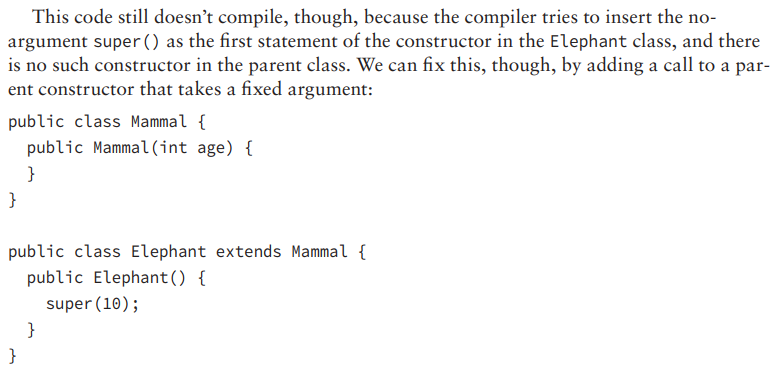 This code still doesn’t compile, though, because the compiler tries to insert the no-
argument super() as the first statement of the constructor in the Elephant class, and there
is no such constructor in the parent class. We can fix this, though, by adding a call to a par-
ent constructor that takes a fixed argument:
public class Mammal {
  public Mammal(int age) {
  }
}

public class Elephant extends Mammal {
  public Elephant() {
    super(10);
  }
}